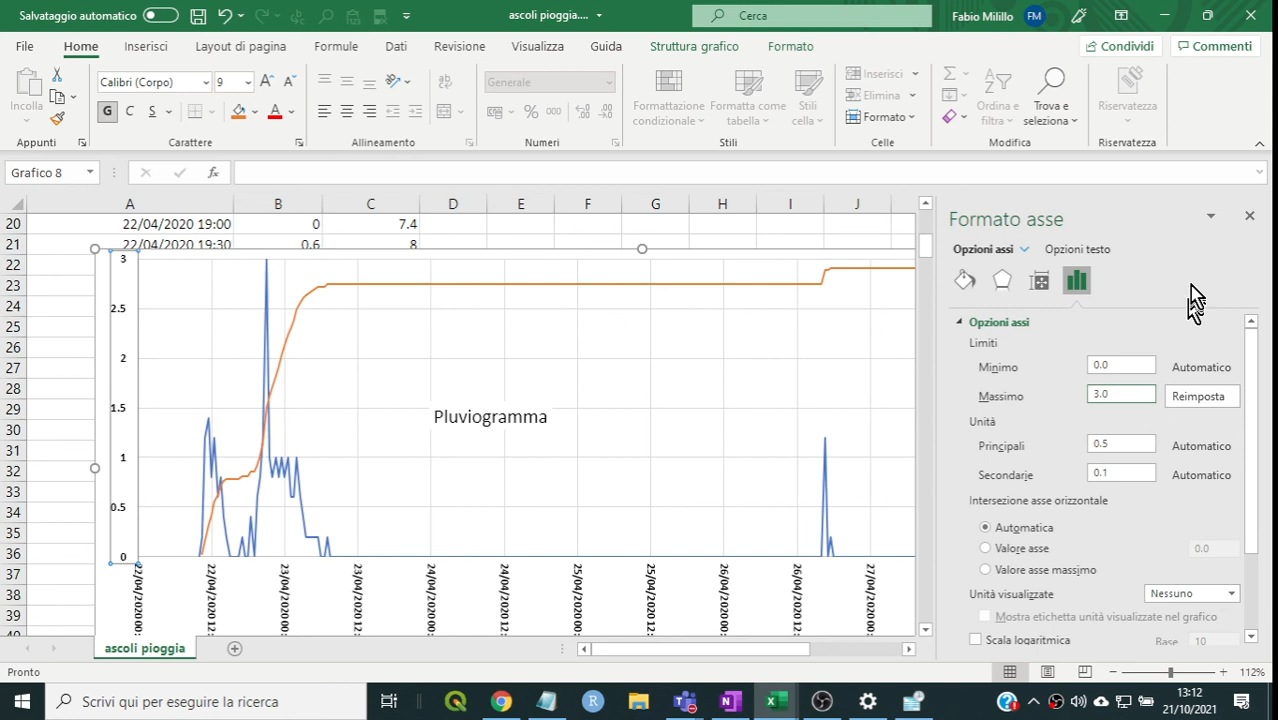 Salvataggio automatico
ascoli pioggia....
Cerca
Fabio Milillo
FM
File
Home
Inserisci
Layout di pagina
Formule
Dati
Revisione
Visualizza
Guida
Struttura grafico
Formato
Condividi
Commenti
Incolla
Calibri (Corpo)
9
G
C
S
ab
Generale
%
000
Formattazione condizionale
Formatta come tabella
Stili cella
Inserisci
Elimina
Formato
Ordina e filtra
Trova e seleziona
Riservatezza
Appunti
Carattere
Allineamento
Numeri
Stili
Celle
Modifica
Riservatezza
Grafico 8
fx
A B C D E F G H I J
20 22/04/2020 19:00 0 7.4
21 22/04/2020 19:30 0.6 8
22
23
24
25
26
27
28
29
30
31
32
33
34
35
36
37
38
39
40
3
2.5
2
1.5
1
0.5
0
Pluviogramma
22/04/2020 00:
22/04/2020 12:
23/04/2020 00:
23/04/2020 12:
24/04/2020 00:
24/04/2020 12:
25/04/2020 00:
25/04/2020 12:
26/04/2020 00:
26/04/2020 12:
27/04/2020 00:
Formato asse
Opzioni assi
Opzioni testo
Opzioni assi
Limiti
Minimo 0.0 Automatico
Massimo 3.0 Reimposta
Unità
Principali 0.5 Automatico
Secondarie 0.1 Automatico
Intersezione asse orizzontale
Automatica
Valore asse 0.0
Valore asse massimo
Unità visualizzate Nessuno
Mostra etichetta unità visualizzate nel grafico
Scala logaritmica Base 10
ascoli pioggia
Pronto
112%
Scrivi qui per eseguire la ricerca
R
13:12
21/10/2021